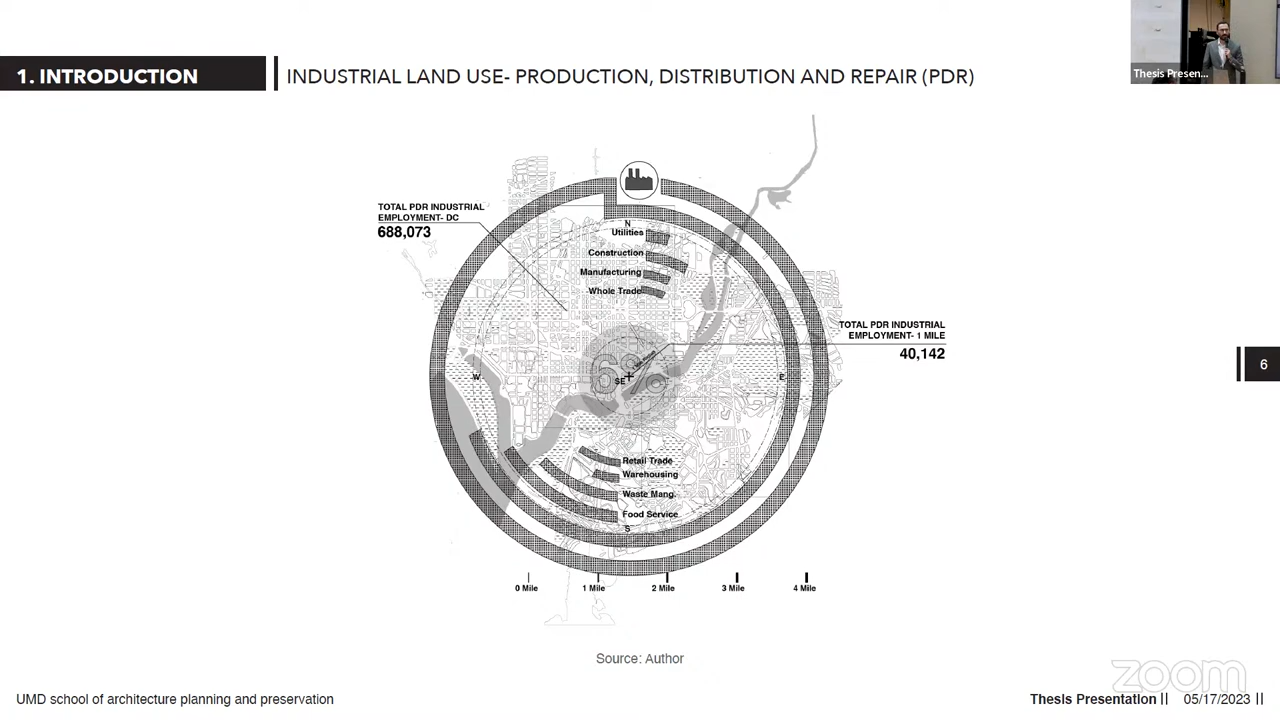 Thesis Presen...
1. INTRODUCTION
INDUSTRIAL LAND USE- PRODUCTION, DISTRIBUTION AND REPAIR (PDR)
TOTAL PDR INDUSTRIAL
EMPLOYMENT- DC
688,073
N
Utilities
Construction
Manufacturing
Whole Trade
TOTAL PDR INDUSTRIAL
EMPLOYMENT- 1 MILE
40,142
6
W
SE
E
Retail Trade
Warehousing
Waste Mang.
Food Service
S
0 Mile
1 Mile
2 Mile
3 Mile
4 Mile
Source: Author
zoom
UMD school of architecture planning and preservation
Thesis Presentation || 05/17/2023 ||